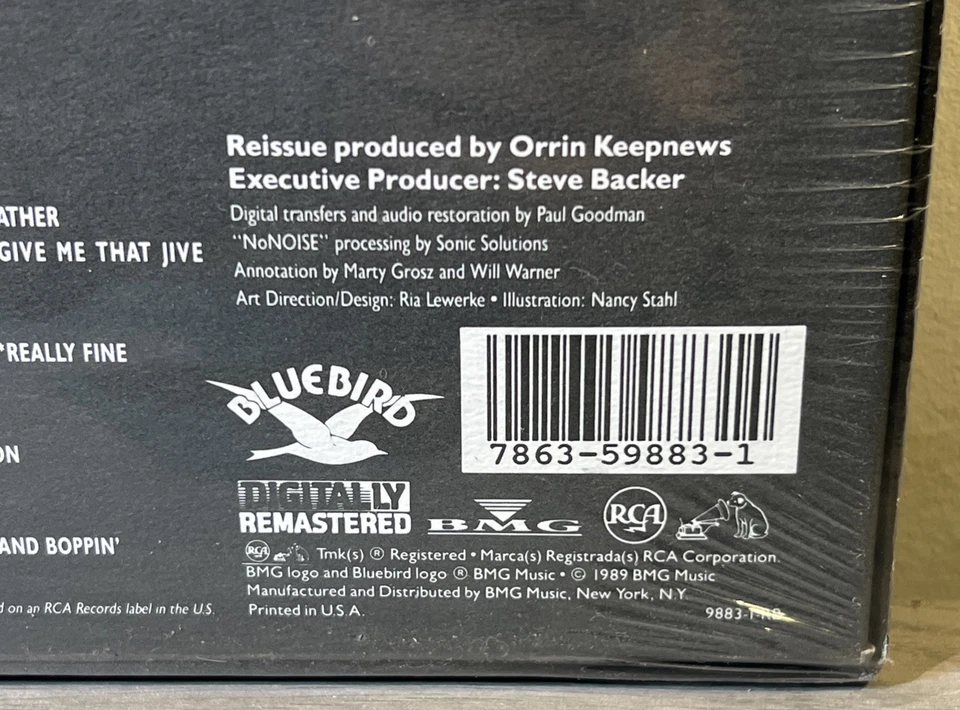 Reissue produced by Orrin Keepnews
Executive Producer: Steve Backer
Digital transfers and audio restoration by Paul Goodman
"NoNOISE" processing by Sonic Solutions
Annotation by Marty Grosz and Will Warner
Art Direction/Design: Ria Lewerke • Illustration: Nancy Stahl
ATHER
GIVE ME THAT JIVE
*REALLY FINE
ON
AND BOPPIN'
d on an RCA Records label in the U.S.
BLUEBIRD
7863-59883-1
DIGITALLY
REMASTERED
BMG
RCA
RCA Tmk(s) ® Registered • Marca(s) Registrada(s) RCA Corporation.
BMG logo and Bluebird logo ® BMG Music • © 1989 BMG Music
Manufactured and Distributed by BMG Music, New York, N.Y.
Printed in U.S.A.
9883-1-RB